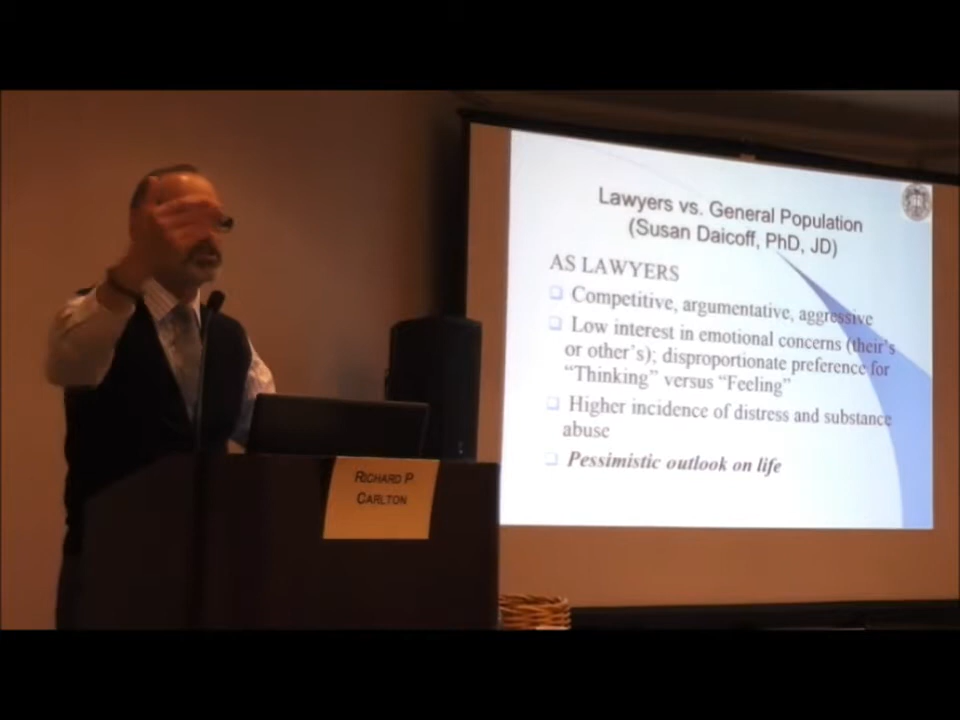 Lawyers vs. General Population
(Susan Daicoff, PhD, JD)
AS LAWYERS
Competitive, argumentative, aggressive
Low interest in emotional concerns (their's
or other's); disproportionate preference for
“Thinking” versus “Feeling”
Higher incidence of distress and substance
abuse
Pessimistic outlook on life
RICHARD P
CARLTON